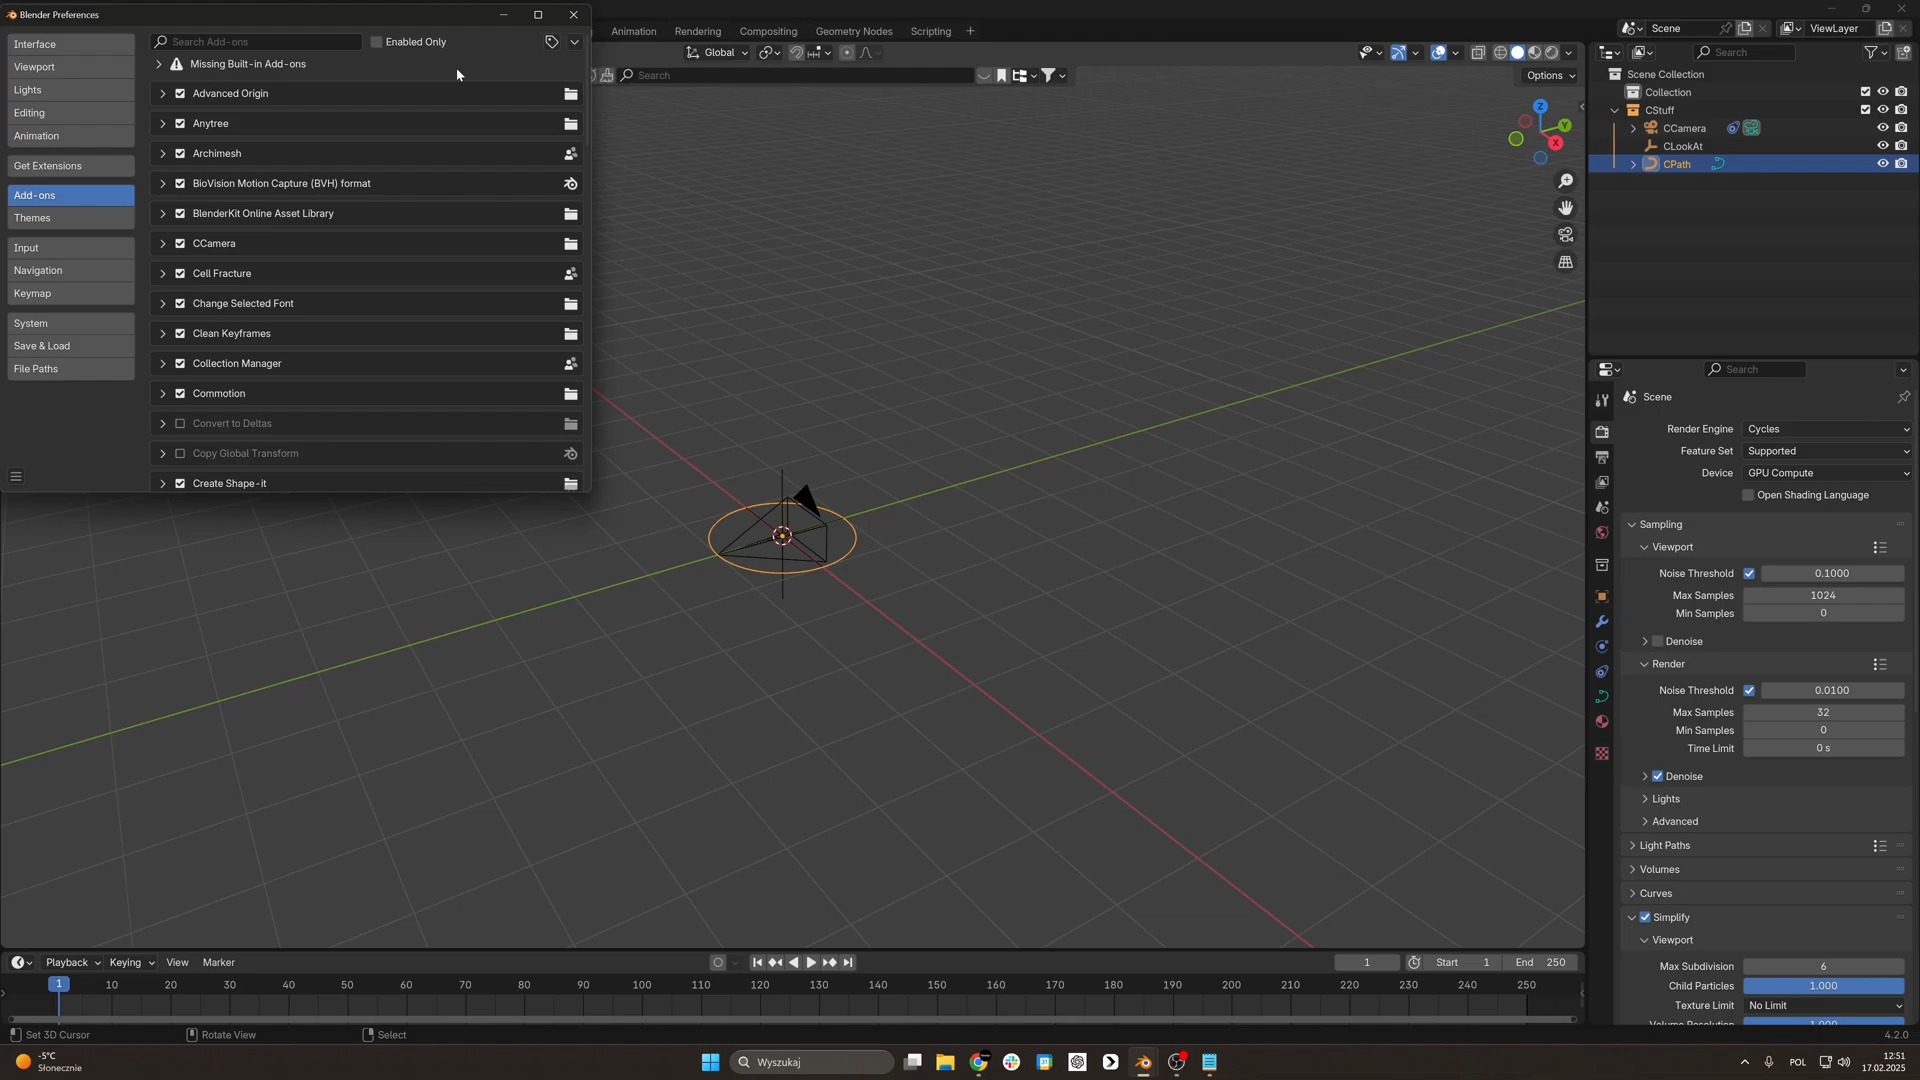 Blender Preferences
Interface
Viewport
Lights
Editing
Animation
Get Extensions
Add-ons
Themes
Input
Navigation
Keymap
System
Save & Load
File Paths
Search Add-ons
Enabled Only
Missing Built-in Add-ons
Advanced Origin
Anytree
Archimesh
BioVision Motion Capture (BVH) format
BlenderKit Online Asset Library
CCamera
Cell Fracture
Change Selected Font
Clean Keyframes
Collection Manager
Commotion
Convert to Deltas
Copy Global Transform
Create Shape-it
Animation Rendering Compositing Geometry Nodes Scripting
Global
Search
Options
Z
Y
X
Scene
ViewLayer
Search
Scene Collection
Collection
CStuff
CCamera
CLookAt
CPath
Search
Scene
Render Engine Cycles
Feature Set Supported
Device GPU Compute
Open Shading Language
Sampling
Viewport
Noise Threshold 0.1000
Max Samples 1024
Min Samples 0
Denoise
Render
Noise Threshold 0.0100
Max Samples 32
Min Samples 0
Time Limit 0 s
Denoise
Lights
Advanced
Light Paths
Volumes
Curves
Simplify
Viewport
Max Subdivision 6
Child Particles 1.000
Texture Limit No Limit
Volume Resolution 1.000
Playback Keying View Marker
1 Start 1 End 250
1 10 20 30 40 50 60 70 80 90 100 110 120 130 140 150 160 170 180 190 200 210 220 230 240 250
Set 3D Cursor Rotate View Select
4.2.0
-5°C
Słonecznie
Wyszukaj
POL
12:51
17.02.2025